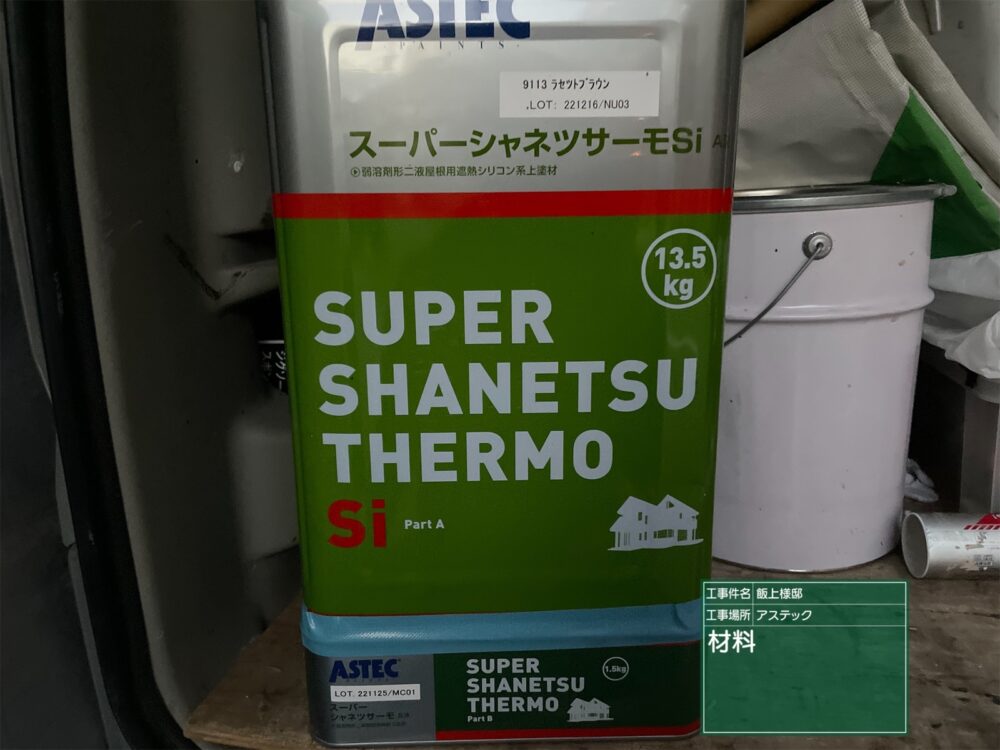 ASTEC
PAINTS
9113 ラセットブラウン
LOT: 221216/NU03
スーパーシャネツサーモSi A
弱溶剤形二液屋根用遮熱シリコン系上塗材
13.5
kg
SUPER
SHANETSU
THERMO
Si Part A
工事件名 飯上様邸
工事場所 アステック
材料
ASTEC
LOT: 221125/MC01
スーパー
シャネツサーモ
SUPER
SHANETSU
THERMO
Part B
1.5kg